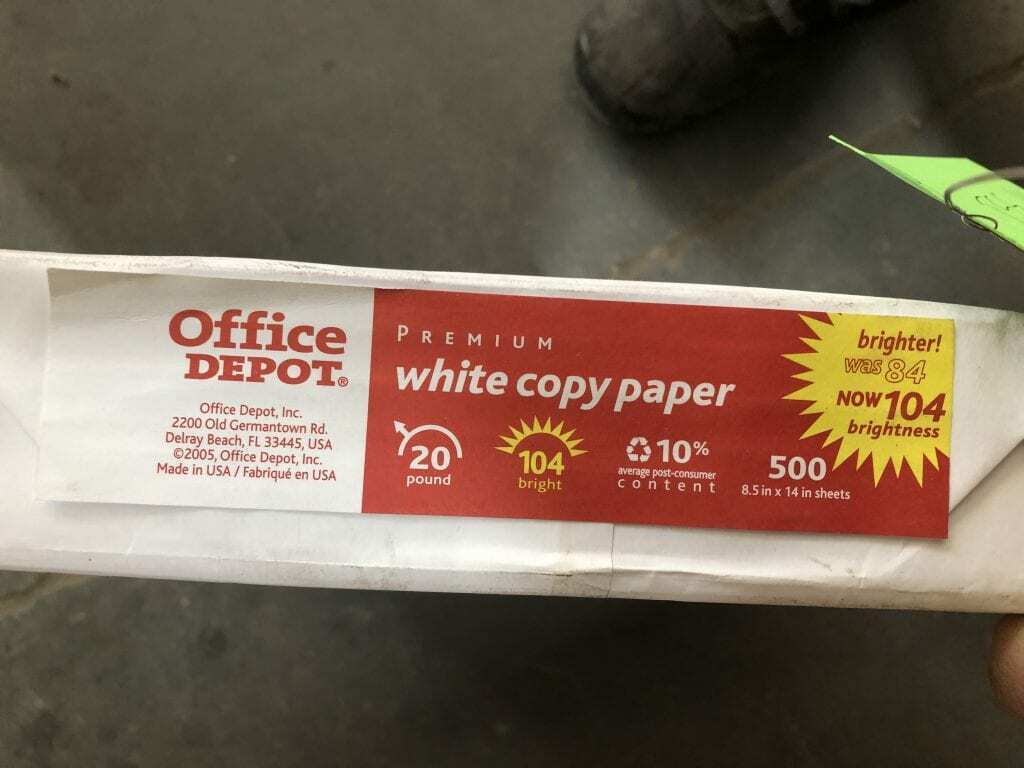 Office
DEPOT®
Office Depot, Inc.
2200 Old Germantown Rd.
Delray Beach, FL 33445, USA
©2005, Office Depot, Inc.
Made in USA / Fabriqué en USA
PREMIUM
white copy paper
20
pound
104
bright
10%
average post-consumer
content
500
8.5 in x 14 in sheets
brighter!
was 84
NOW 104
brightness